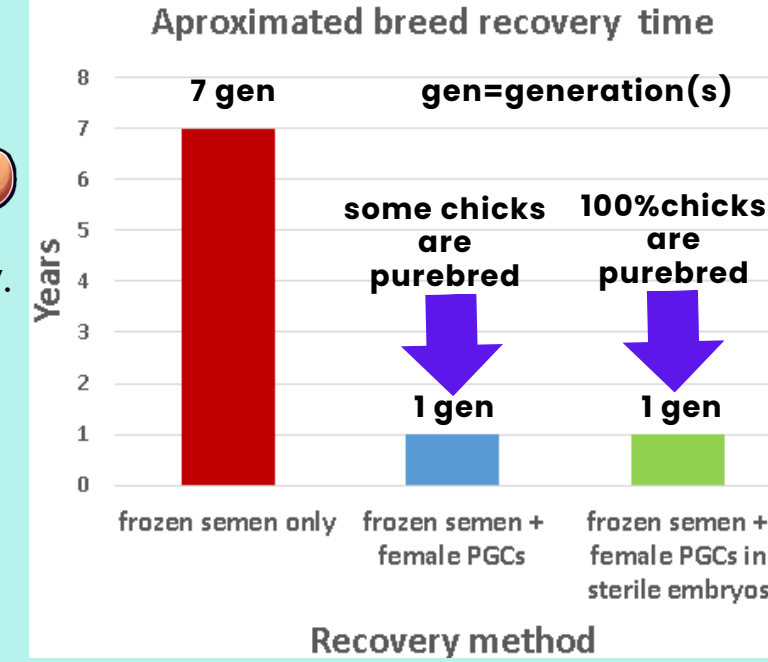 Aproximated breed recovery time
8
7 gen
gen=generation(s)
7
6
some chicks
are
purebred
100%chicks
are
purebred
5
4
3
2
1 gen
1 gen
1
0
Years
y.
frozen semen only
frozen semen +
female PGCs
frozen semen +
female PGCs in
sterile embryos
Recovery method